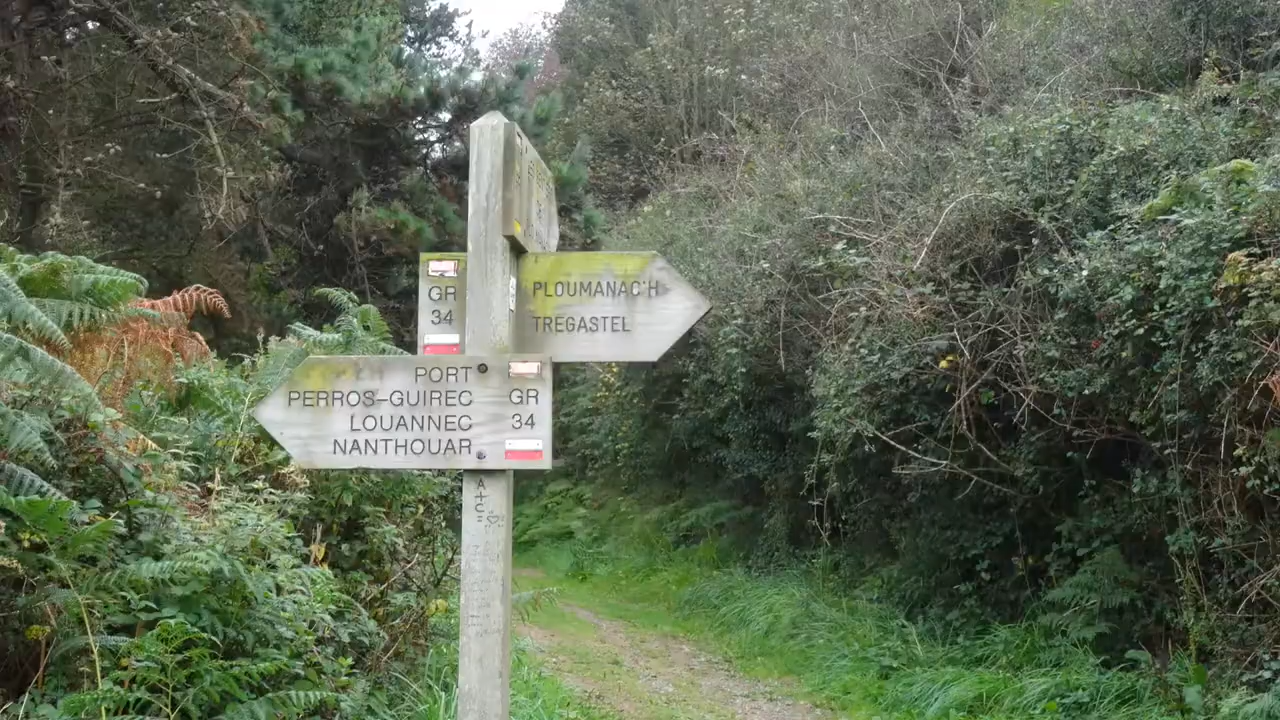 GR
34
PLOUMANAC'H
TREGASTEL
PORT
PERROS-GUIREC
LOUANNEC
NANTHOUAR
GR
34
A+C
=